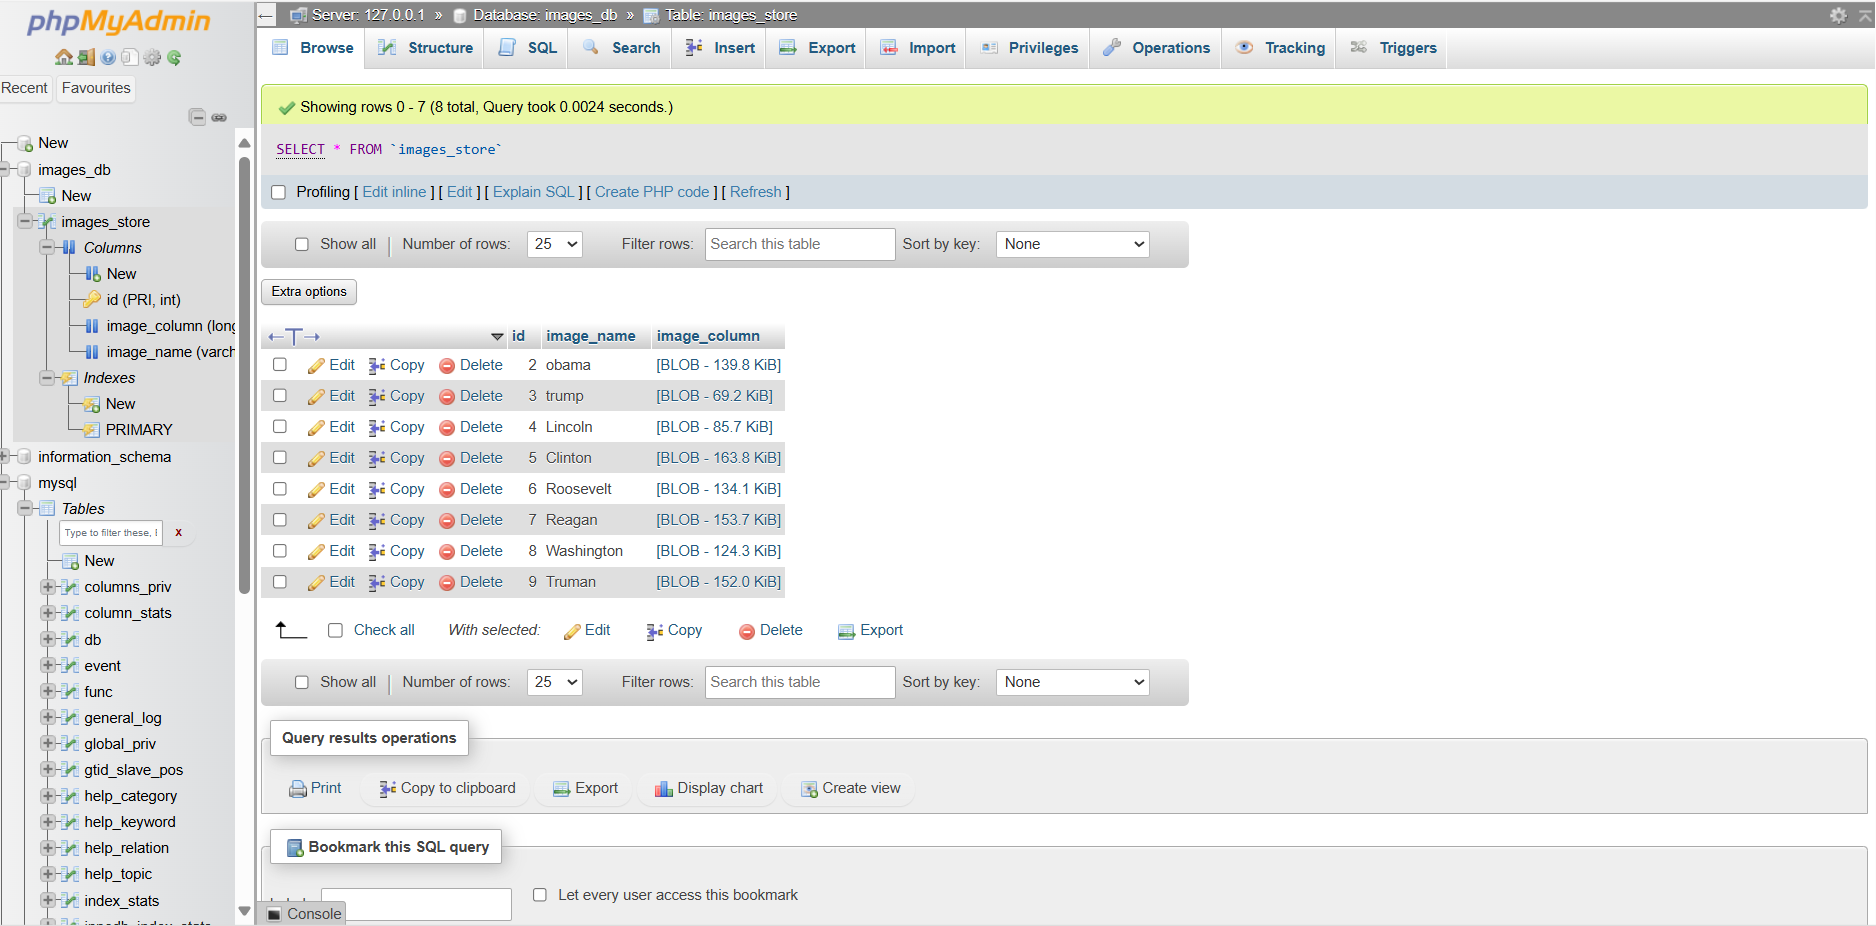 phpMyAdmin
Recent Favourites
New
images_db
New
images_store
Columns
New
id (PRI, int)
image_column (long
image_name (varch
Indexes
New
PRIMARY
information_schema
mysql
Tables
Type to filter these, x
New
columns_priv
column_stats
db
event
func
general_log
global_priv
gtid_slave_pos
help_category
help_keyword
help_relation
help_topic
index_stats
Server: 127.0.0.1 » Database: images_db » Table: images_store
Browse Structure SQL Search Insert Export Import Privileges Operations Tracking Triggers
Showing rows 0 - 7 (8 total, Query took 0.0024 seconds.)
SELECT * FROM `images_store`
Profiling [ Edit inline ] [ Edit ] [ Explain SQL ] [ Create PHP code ] [ Refresh ]
Show all | Number of rows: 25 Filter rows: Search this table Sort by key: None
Extra options
←T→ id image_name image_column
Edit Copy Delete 2 obama [BLOB - 139.8 KiB]
Edit Copy Delete 3 trump [BLOB - 69.2 KiB]
Edit Copy Delete 4 Lincoln [BLOB - 85.7 KiB]
Edit Copy Delete 5 Clinton [BLOB - 163.8 KiB]
Edit Copy Delete 6 Roosevelt [BLOB - 134.1 KiB]
Edit Copy Delete 7 Reagan [BLOB - 153.7 KiB]
Edit Copy Delete 8 Washington [BLOB - 124.3 KiB]
Edit Copy Delete 9 Truman [BLOB - 152.0 KiB]
Check all With selected: Edit Copy Delete Export
Show all | Number of rows: 25 Filter rows: Search this table Sort by key: None
Query results operations
Print Copy to clipboard Export Display chart Create view
Bookmark this SQL query
Let every user access this bookmark
Console